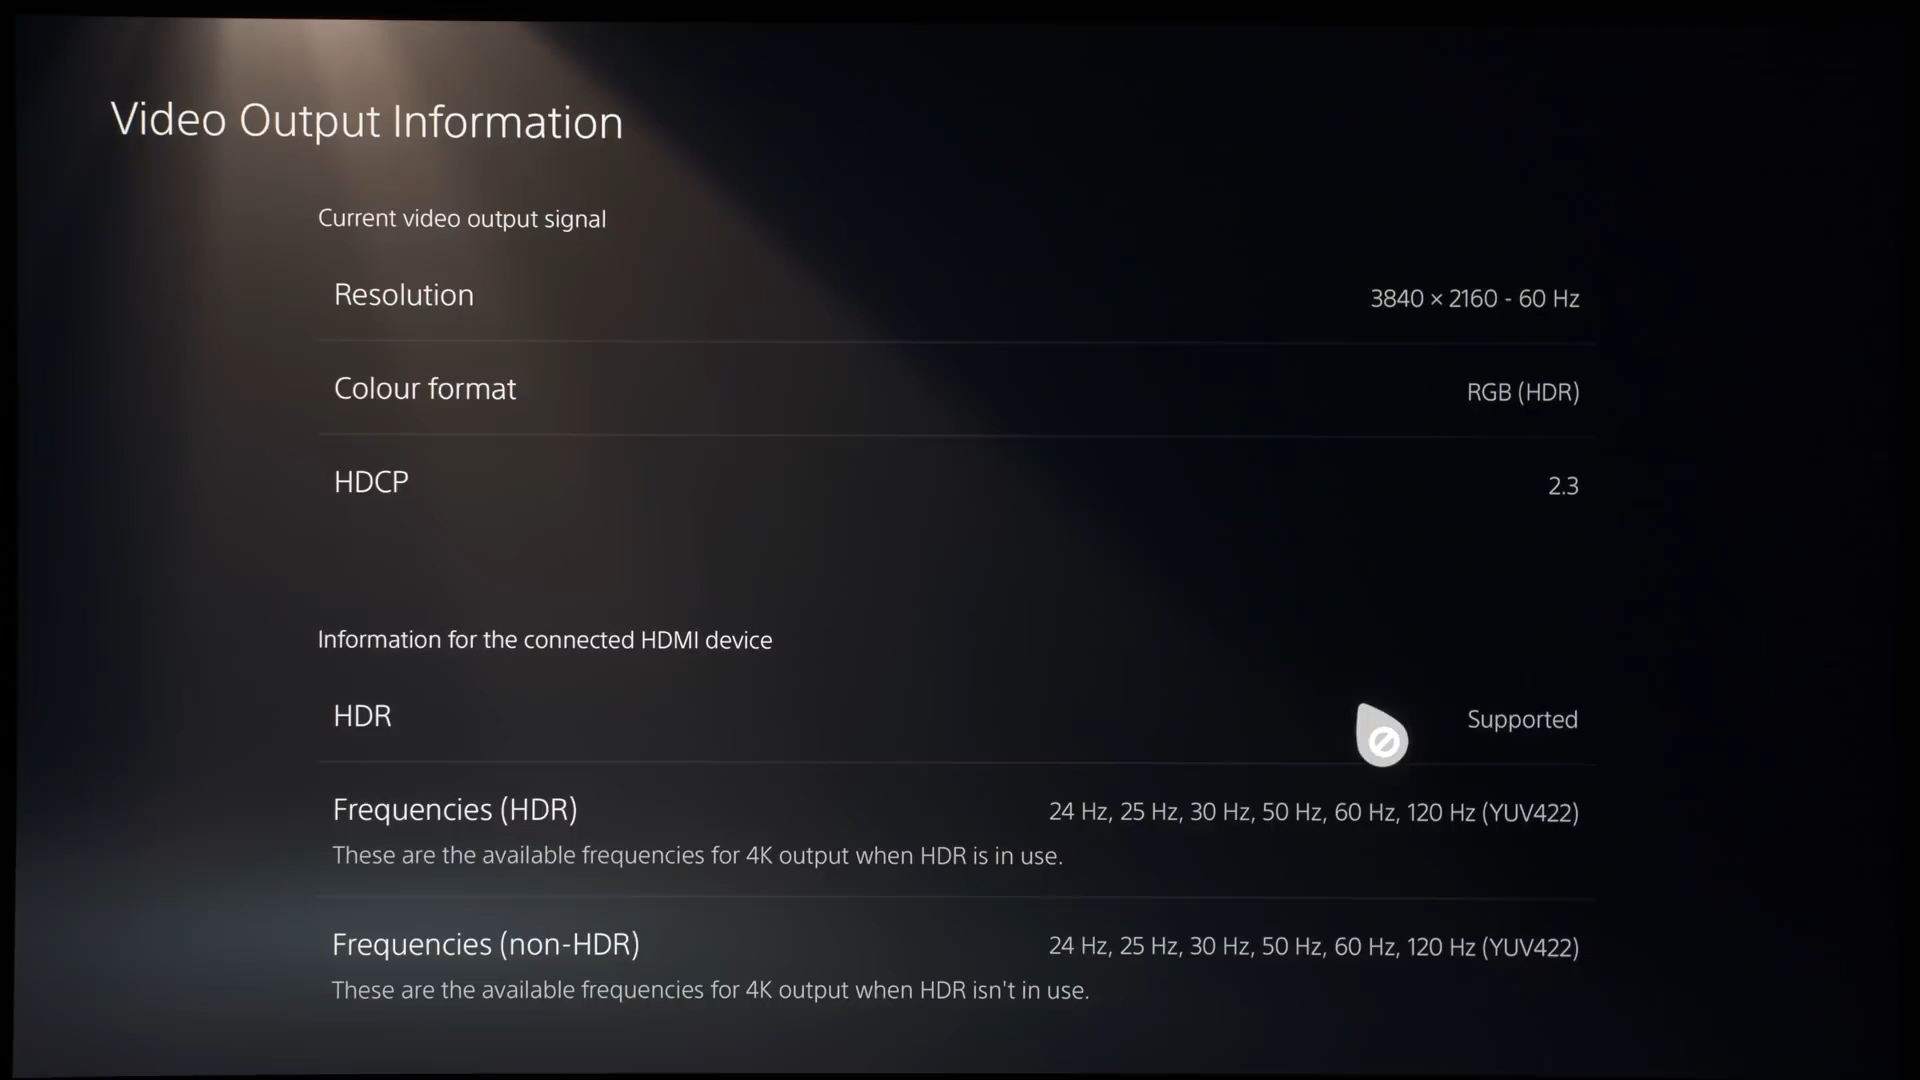 Video Output Information
Current video output signal
Resolution 3840 × 2160 - 60 Hz
Colour format RGB (HDR)
HDCP 2.3
Information for the connected HDMI device
HDR Supported
Frequencies (HDR) 24 Hz, 25 Hz, 30 Hz, 50 Hz, 60 Hz, 120 Hz (YUV422)
These are the available frequencies for 4K output when HDR is in use.
Frequencies (non-HDR) 24 Hz, 25 Hz, 30 Hz, 50 Hz, 60 Hz, 120 Hz (YUV422)
These are the available frequencies for 4K output when HDR isn't in use.